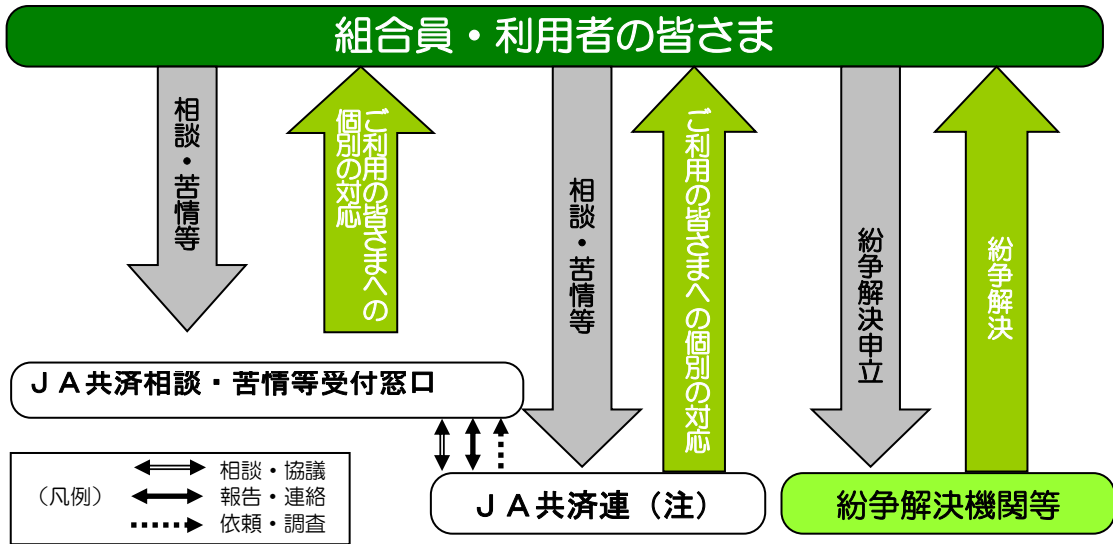 組合員・利用者の皆さま
相談・苦情等
ご利用の皆さまへの
個別の対応
相談・苦情等
ご利用の皆さまへの個別の対応
紛争解決申立
紛争解決
ＪＡ共済相談・苦情等受付窓口
（凡例）
相談・協議
報告・連絡
依頼・調査
ＪＡ共済連（注）
紛争解決機関等